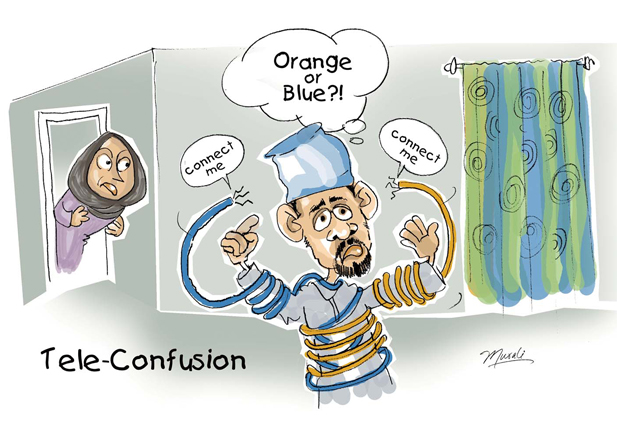 Orange
or
Blue?!
connect
me
connect
me
Tele-Confusion
Murali